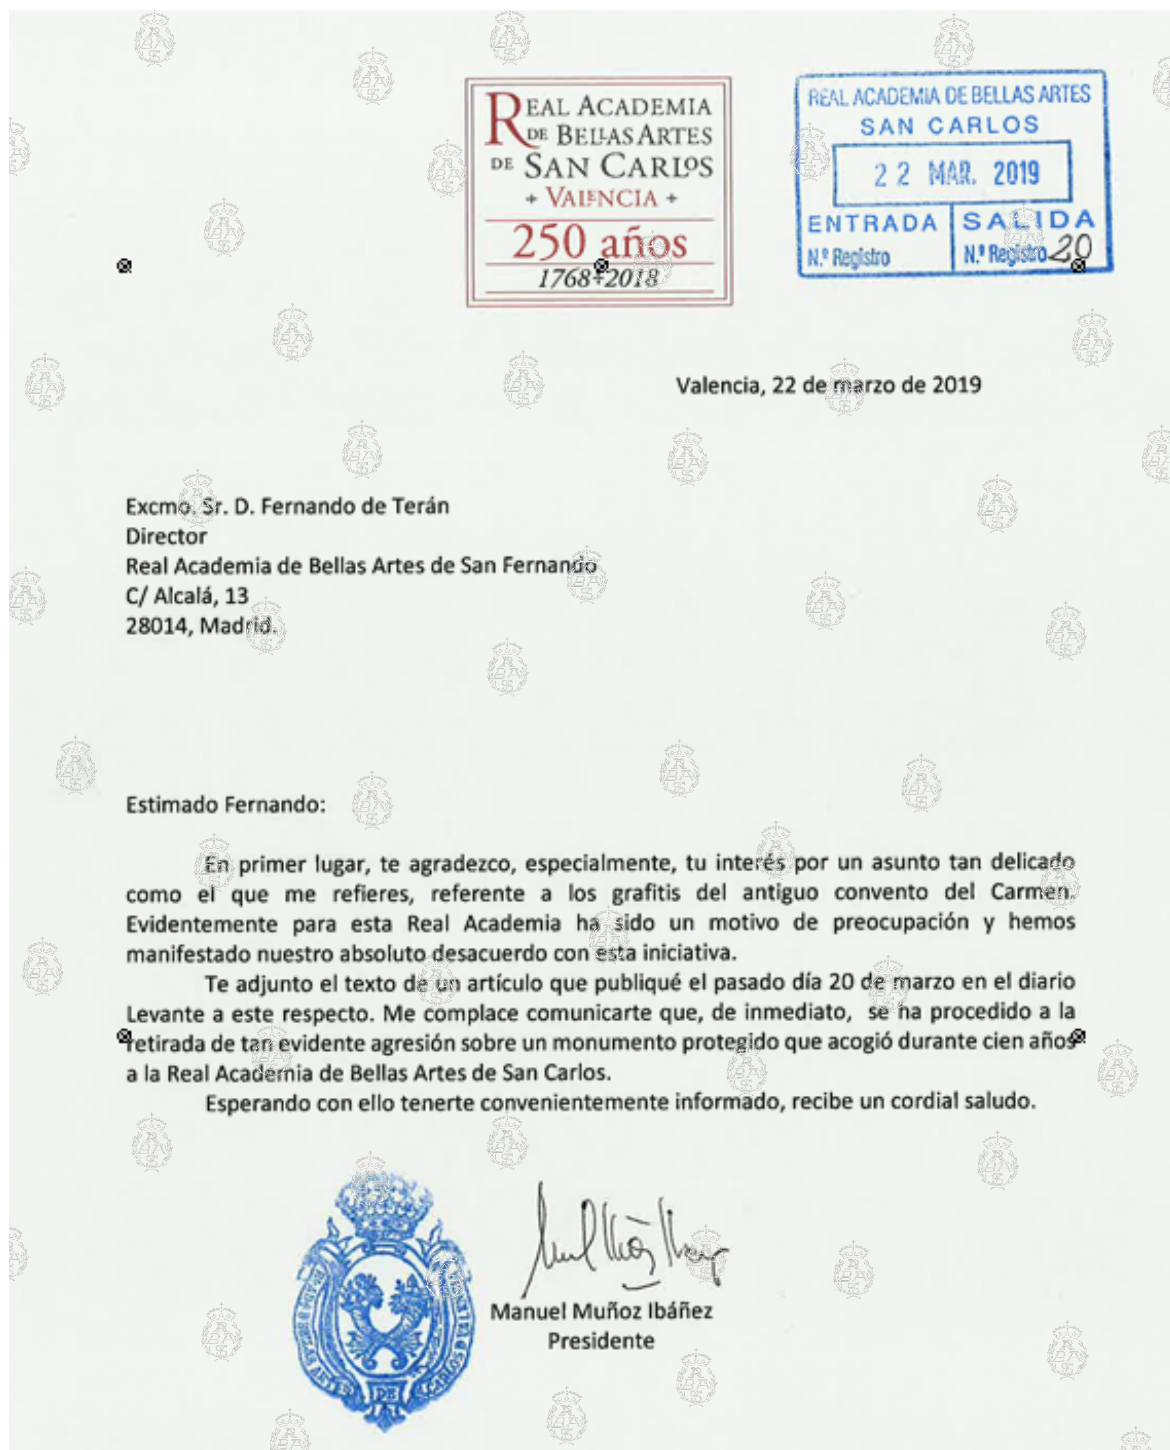 REAL ACADEMIA
DE BELLAS ARTES
DE SAN CARLOS
+ VALENCIA +
250 años
1768+2018
REAL ACADEMIA DE BELLAS ARTES
SAN CARLOS
22 MAR. 2019
ENTRADA SALIDA
N.º Registro N.º Registro 20
Valencia, 22 de marzo de 2019
Excmo. Sr. D. Fernando de Terán
Director
Real Academia de Bellas Artes de San Fernando
C/ Alcalá, 13
28014, Madrid.
Estimado Fernando:
En primer lugar, te agradezco, especialmente, tu interés por un asunto tan delicado
como el que me refieres, referente a los grafitis del antiguo convento del Carmen.
Evidentemente para esta Real Academia ha sido un motivo de preocupación y hemos
manifestado nuestro absoluto desacuerdo con esta iniciativa.
Te adjunto el texto de un artículo que publiqué el pasado día 20 de marzo en el diario
Levante a este respecto. Me complace comunicarte que, de inmediato, se ha procedido a la
retirada de tan evidente agresión sobre un monumento protegido que acogió durante cien años
a la Real Academia de Bellas Artes de San Carlos.
Esperando con ello tenerte convenientemente informado, recibe un cordial saludo.
Manuel Muñoz Ibáñez
Presidente